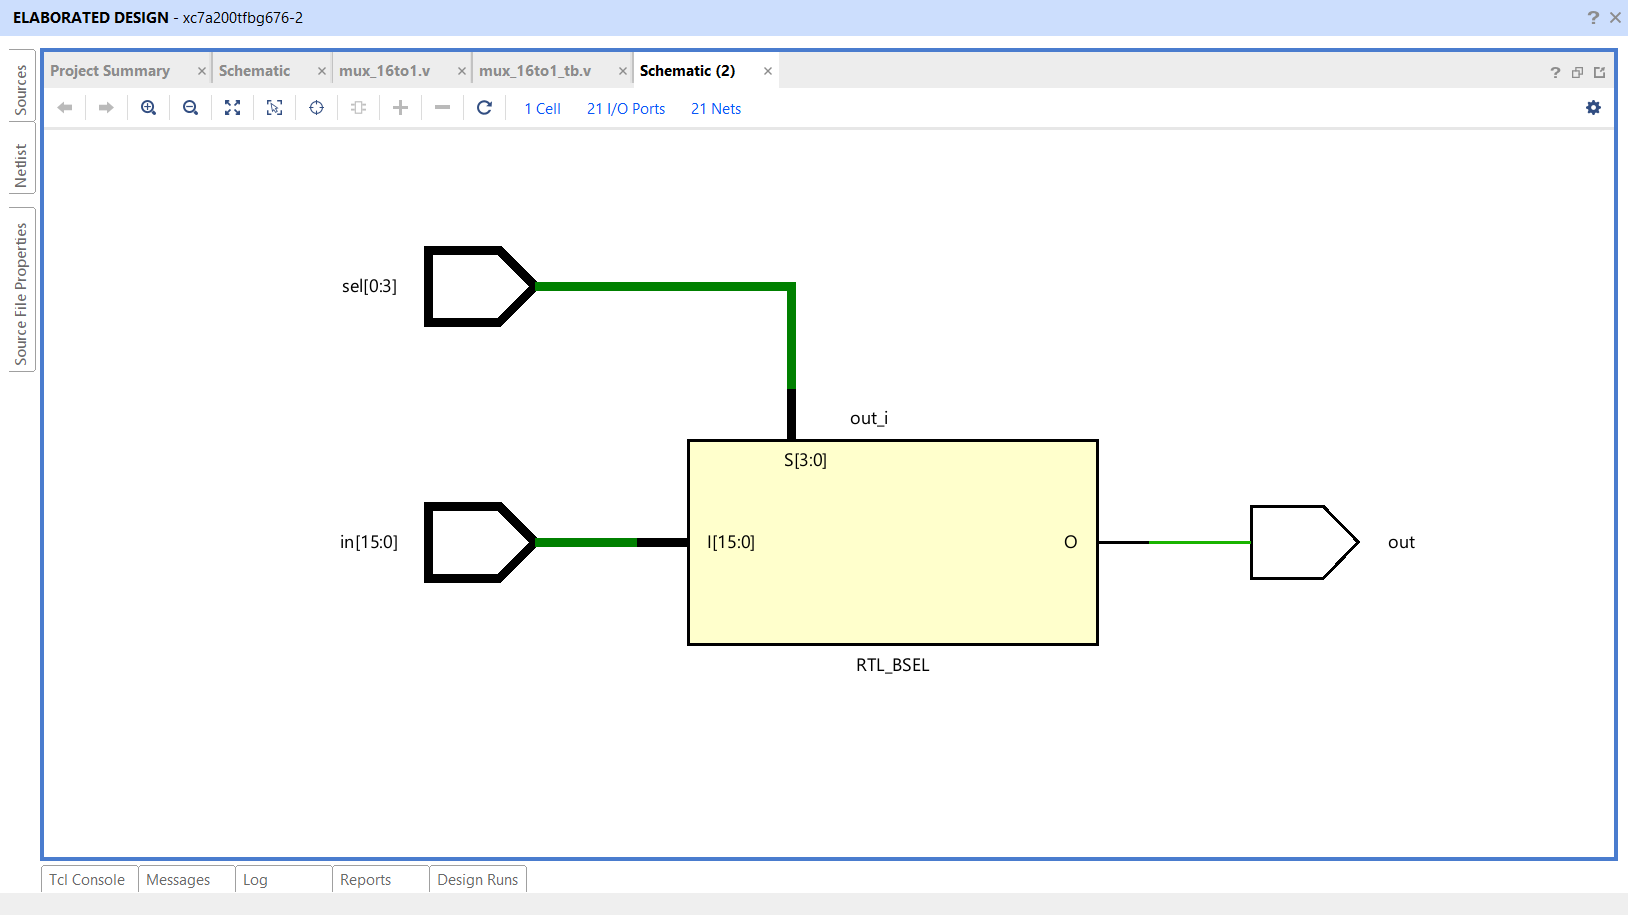 ELABORATED DESIGN - xc7a200tfbg676-2
Sources
Netlist
Source File Properties
Project Summary
Schematic
mux_16to1.v
mux_16to1_tb.v
Schematic (2)
1 Cell
21 I/O Ports
21 Nets
sel[0:3]
out_i
S[3:0]
in[15:0]
I[15:0]
O
out
RTL_BSEL
Tcl Console
Messages
Log
Reports
Design Runs